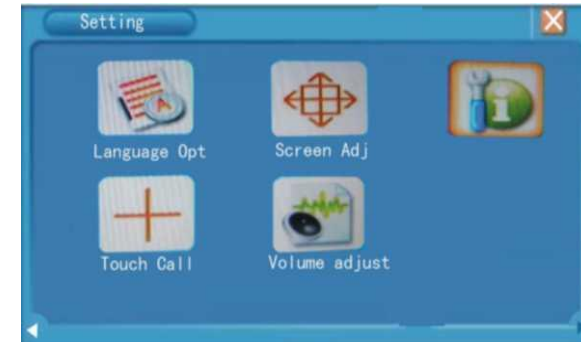 Setting
Language Opt
Screen Adj
Touch Call
Volume adjust